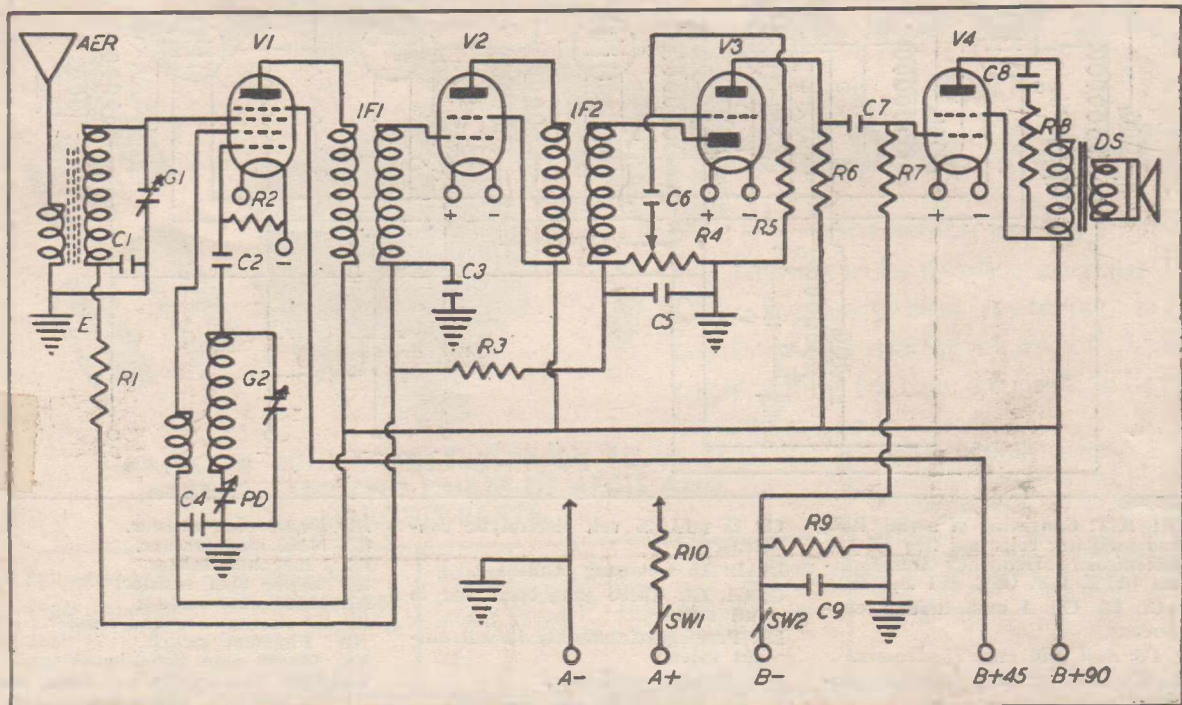 AER
V1
V2
V3
V4
C8
IF1
IF2
C7
R8
DS
G1
R2
+ -
C6
+ -
R6
R7
+ -
C1
-
R4
R5
C2
C3
E
C5
R3
R1
G2
C4
PD
R9
R10
C9
SW1
SW2
A-
A+
B-
B+45
B+90